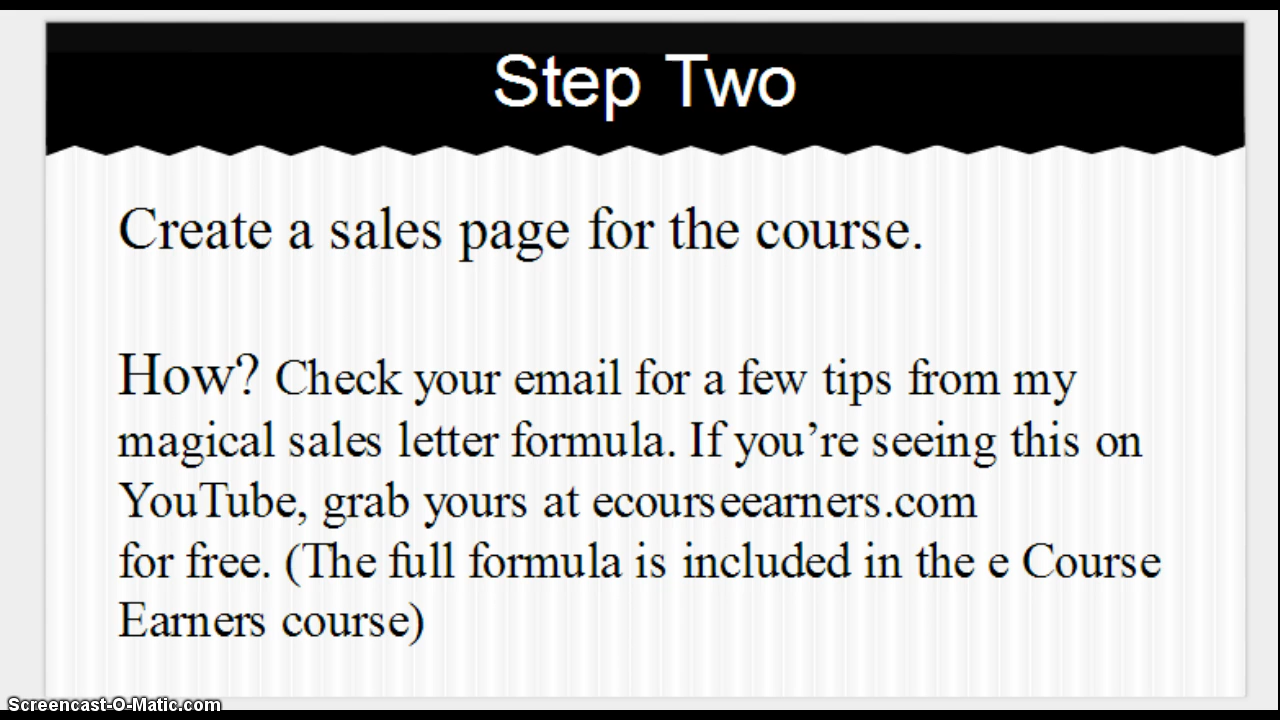 Step Two
Create a sales page for the course.
How? Check your email for a few tips from my
magical sales letter formula. If you’re seeing this on
YouTube, grab yours at ecourseearners.com
for free. (The full formula is included in the e Course
Earners course)
Screencast-O-Matic.com